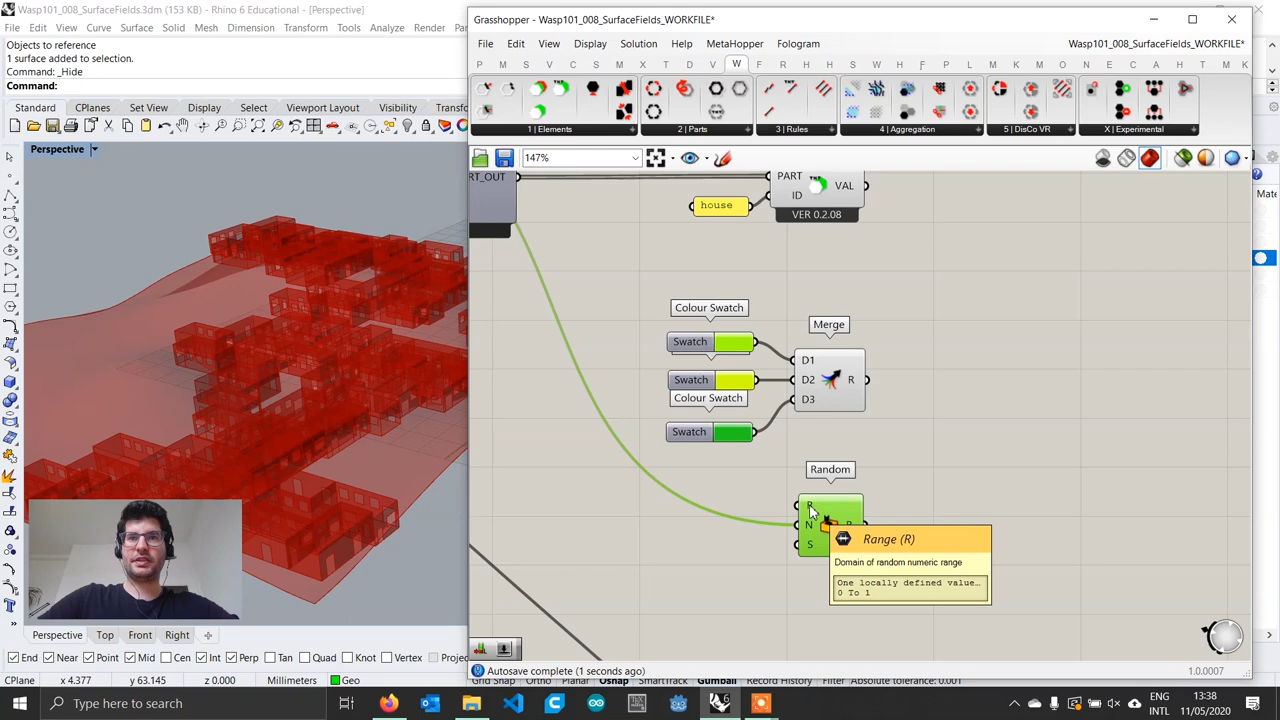 Wasp101_008_SurfaceFields.3dm (153 KB) - Rhino 6 Educational - [Perspective]
File Edit View Curve Surface Solid Mesh Dimension Transform Tools Analyze Render
Objects to reference
1 surface added to selection.
Command: _Hide
Command:
Standard CPlanes Set View Display Select Viewport Layout Visibility Transf
Perspective
Grasshopper - Wasp101_008_SurfaceFields_WORKFILE*
File Edit View Display Solution Help MetaHopper Fologram Wasp101_008_SurfaceFields_WORKFILE*
P M S V C S M X T D V W S R H H F A P L N E C A H M K
1 | Elements
2 | Parts
3 | Rules
4 | Aggregation
5 | DisCo VR
X | Experimental
147%
Mate
RT_OUT
PART
ID
VAL
VER 0.2.08
house
Colour Swatch
Merge
Swatch
D1
Swatch
D2
R
Colour Swatch
D3
Swatch
Random
R
N
S
Range (R)
Domain of random numeric range
One locally defined value…
0 To 1
Perspective Top Front Right
End Near Point Mid Cen Int Perp Tan Quad Knot Vertex Projec
Autosave complete (1 seconds ago) 1.0.0007
CPlane x 4.377 y 63.145 z 0.000 Millimeters Geo Grid Snap Ortho Planar Osnap SmartTrack Gumball Record History Filter Absolute tolerance: 0.001
Type here to search
ENG
INTL
13:38
11/05/2020